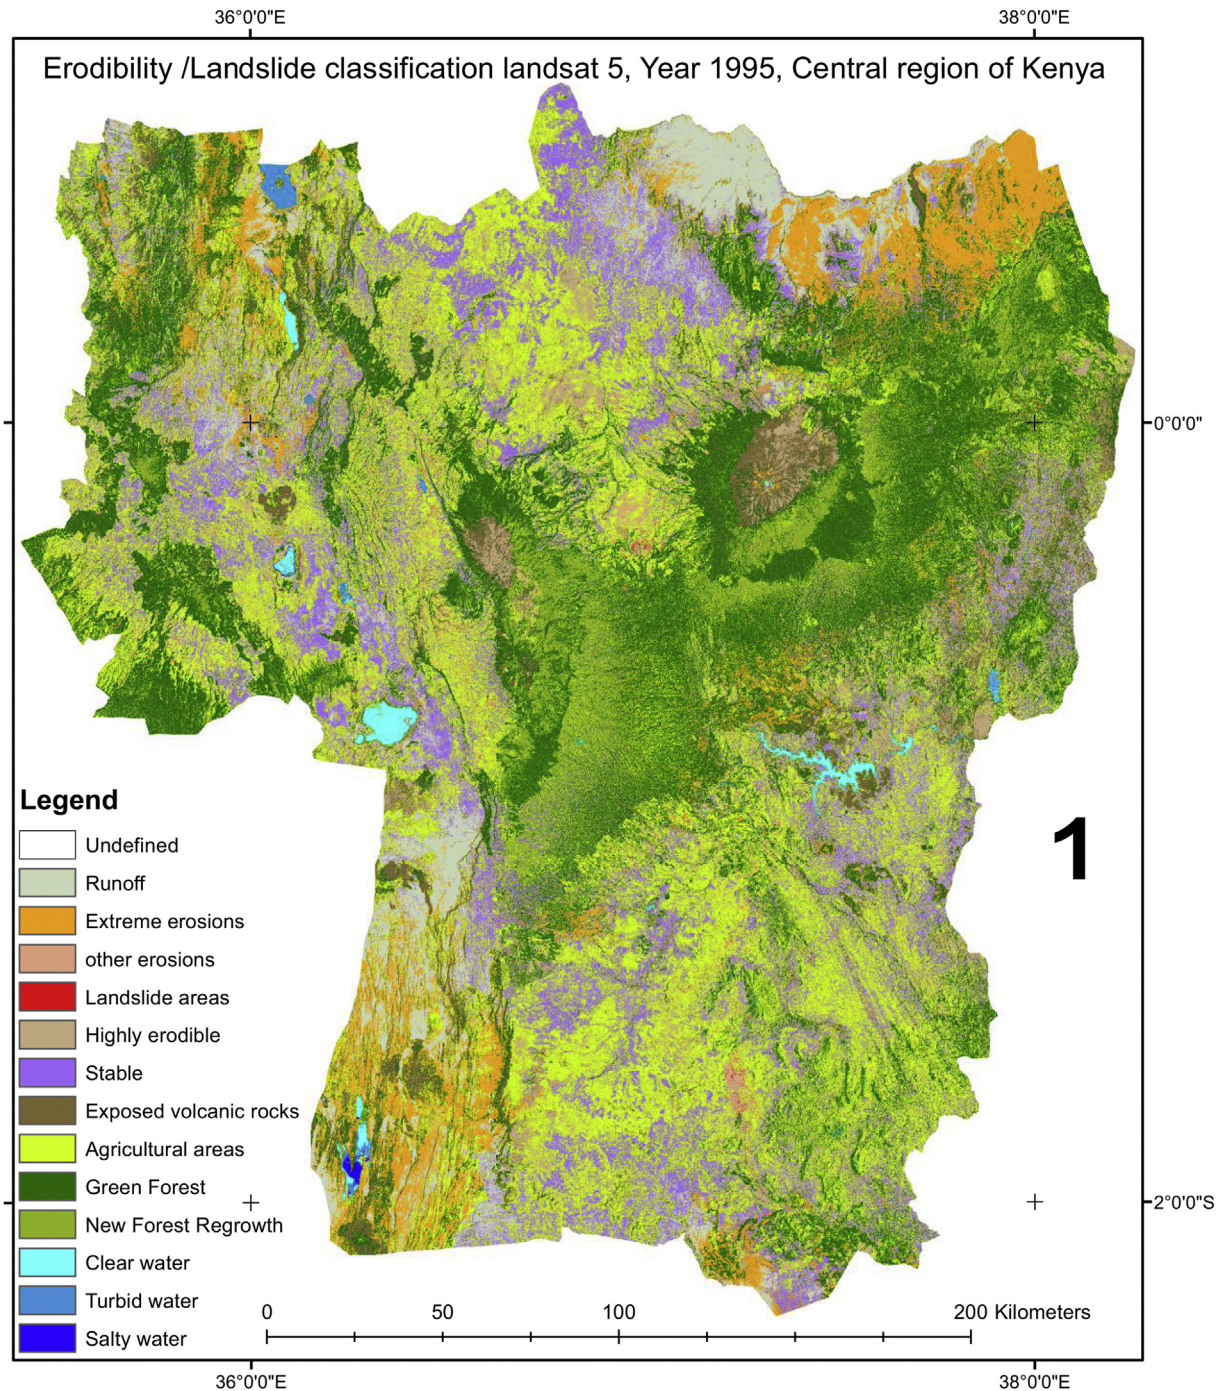 36°0'0"E
38°0'0"E
Erodibility /Landslide classification landsat 5, Year 1995, Central region of Kenya
0°0'0"
Legend
Undefined
Runoff
Extreme erosions
other erosions
Landslide areas
Highly erodible
Stable
Exposed volcanic rocks
Agricultural areas
Green Forest
New Forest Regrowth
Clear water
Turbid water
Salty water
1
2°0'0"S
0 50 100 200 Kilometers
36°0'0"E
38°0'0"E